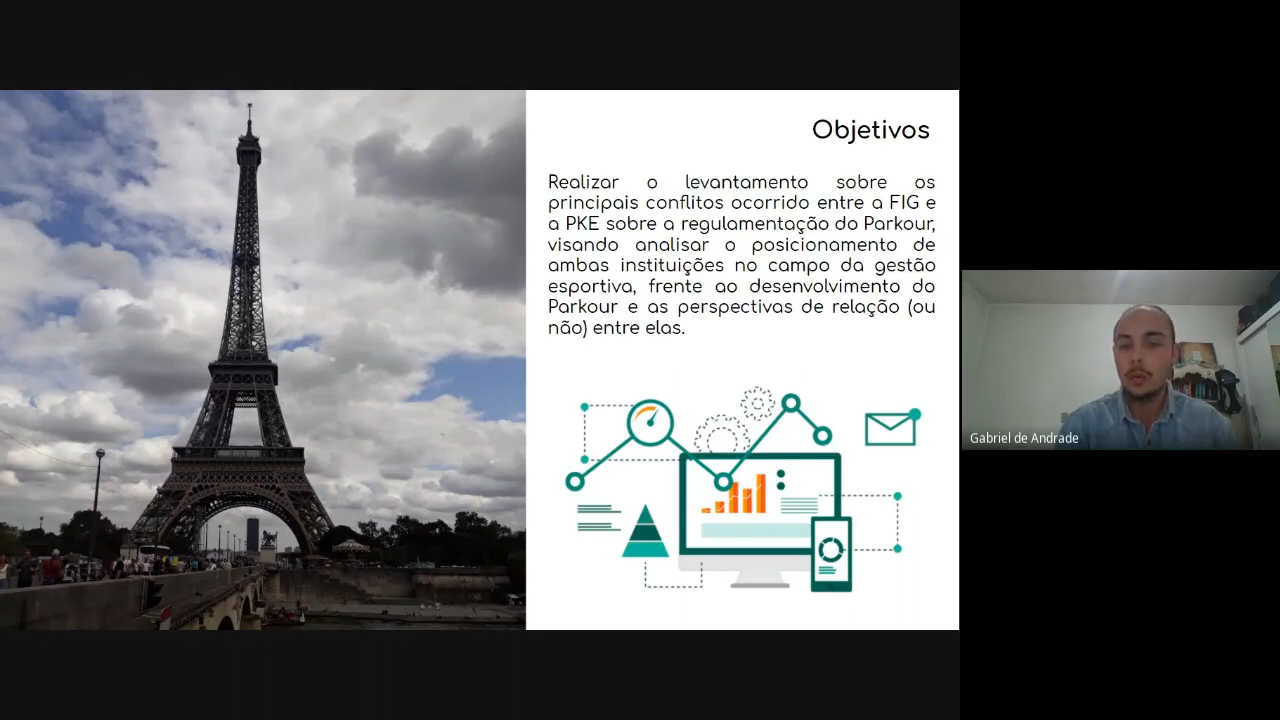 Objetivos
Realizar o levantamento sobre os
principais conflitos ocorrido entre a FIG e
a PKE sobre a regulamentação do Parkour,
visando analisar o posicionamento de
ambas instituições no campo da gestão
esportiva, frente ao desenvolvimento do
Parkour e as perspectivas de relação (ou
não) entre elas.
Gabriel de Andrade